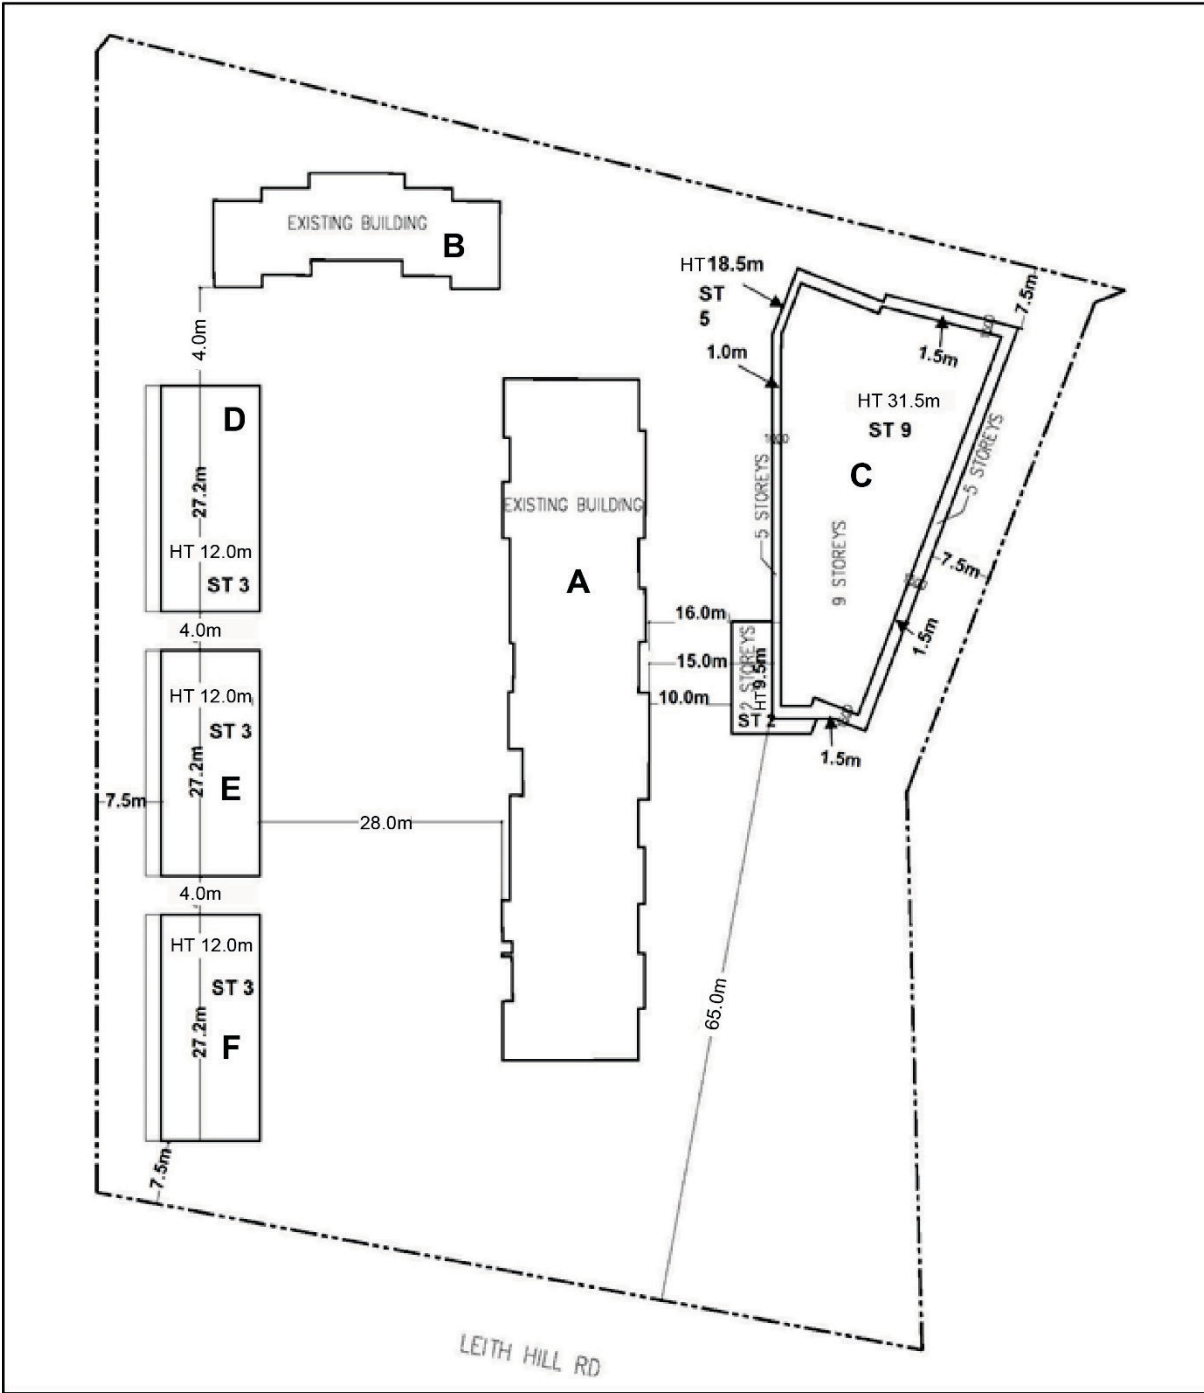 EXISTING BUILDING
B
4.0m
HT 18.5m
ST
5
7.5m
1.5m
1.0m
HT 31.5m
ST 9
C
1000
5 STOREYS
5 STOREYS
9 STOREYS
7.5m
1.5m
D
27.2m
HT 12.0m
ST 3
4.0m
EXISTING BUILDING
A
16.0m
15.0m
10.0m
2 STOREYS
HT 9.5m
ST 2
1.5m
HT 12.0m
ST 3
27.2m
E
7.5m
28.0m
4.0m
HT 12.0m
ST 3
27.2m
F
7.5m
65.0m
LEITH HILL RD